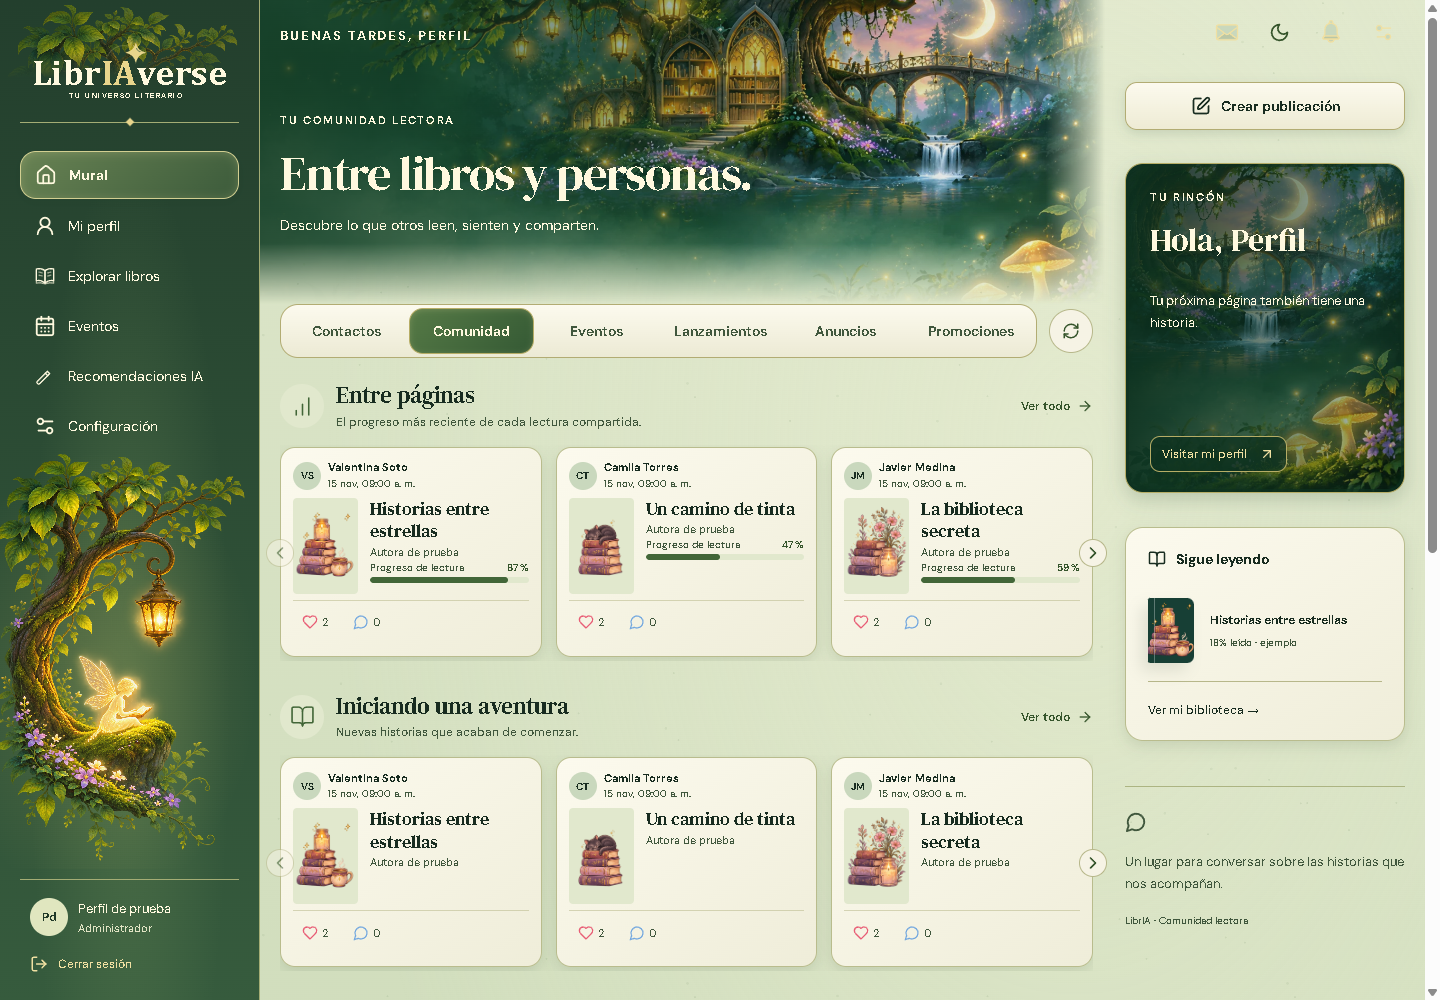 LibrIAverse
TU UNIVERSO LITERARIO
Mural
Mi perfil
Explorar libros
Eventos
Recomendaciones IA
Configuración
Pd
Perfil de prueba
Administrador
Cerrar sesión
BUENAS TARDES, PERFIL
TU COMUNIDAD LECTORA
Entre libros y personas.
Descubre lo que otros leen, sienten y comparten.
Contactos
Comunidad
Eventos
Lanzamientos
Anuncios
Promociones
Entre páginas
El progreso más reciente de cada lectura compartida.
Ver todo →
VS
Valentina Soto
15 nov, 09:00 a. m.
Historias entre
estrellas
Autora de prueba
Progreso de lectura 87 %
2 0
CT
Camila Torres
15 nov, 09:00 a. m.
Un camino de tinta
Autora de prueba
Progreso de lectura 47 %
2 0
JM
Javier Medina
15 nov, 09:00 a. m.
La biblioteca
secreta
Autora de prueba
Progreso de lectura 59 %
2 0
Iniciando una aventura
Nuevas historias que acaban de comenzar.
Ver todo →
VS
Valentina Soto
15 nov, 09:00 a. m.
Historias entre
estrellas
Autora de prueba
2 0
CT
Camila Torres
15 nov, 09:00 a. m.
Un camino de tinta
Autora de prueba
2 0
JM
Javier Medina
15 nov, 09:00 a. m.
La biblioteca
secreta
Autora de prueba
2 0
Crear publicación
TU RINCÓN
Hola, Perfil
Tu próxima página también tiene una
historia.
Visitar mi perfil
Sigue leyendo
Historias entre estrellas
18% leído · ejemplo
Ver mi biblioteca →
Un lugar para conversar sobre las historias que
nos acompañan.
LibrIA · Comunidad lectora